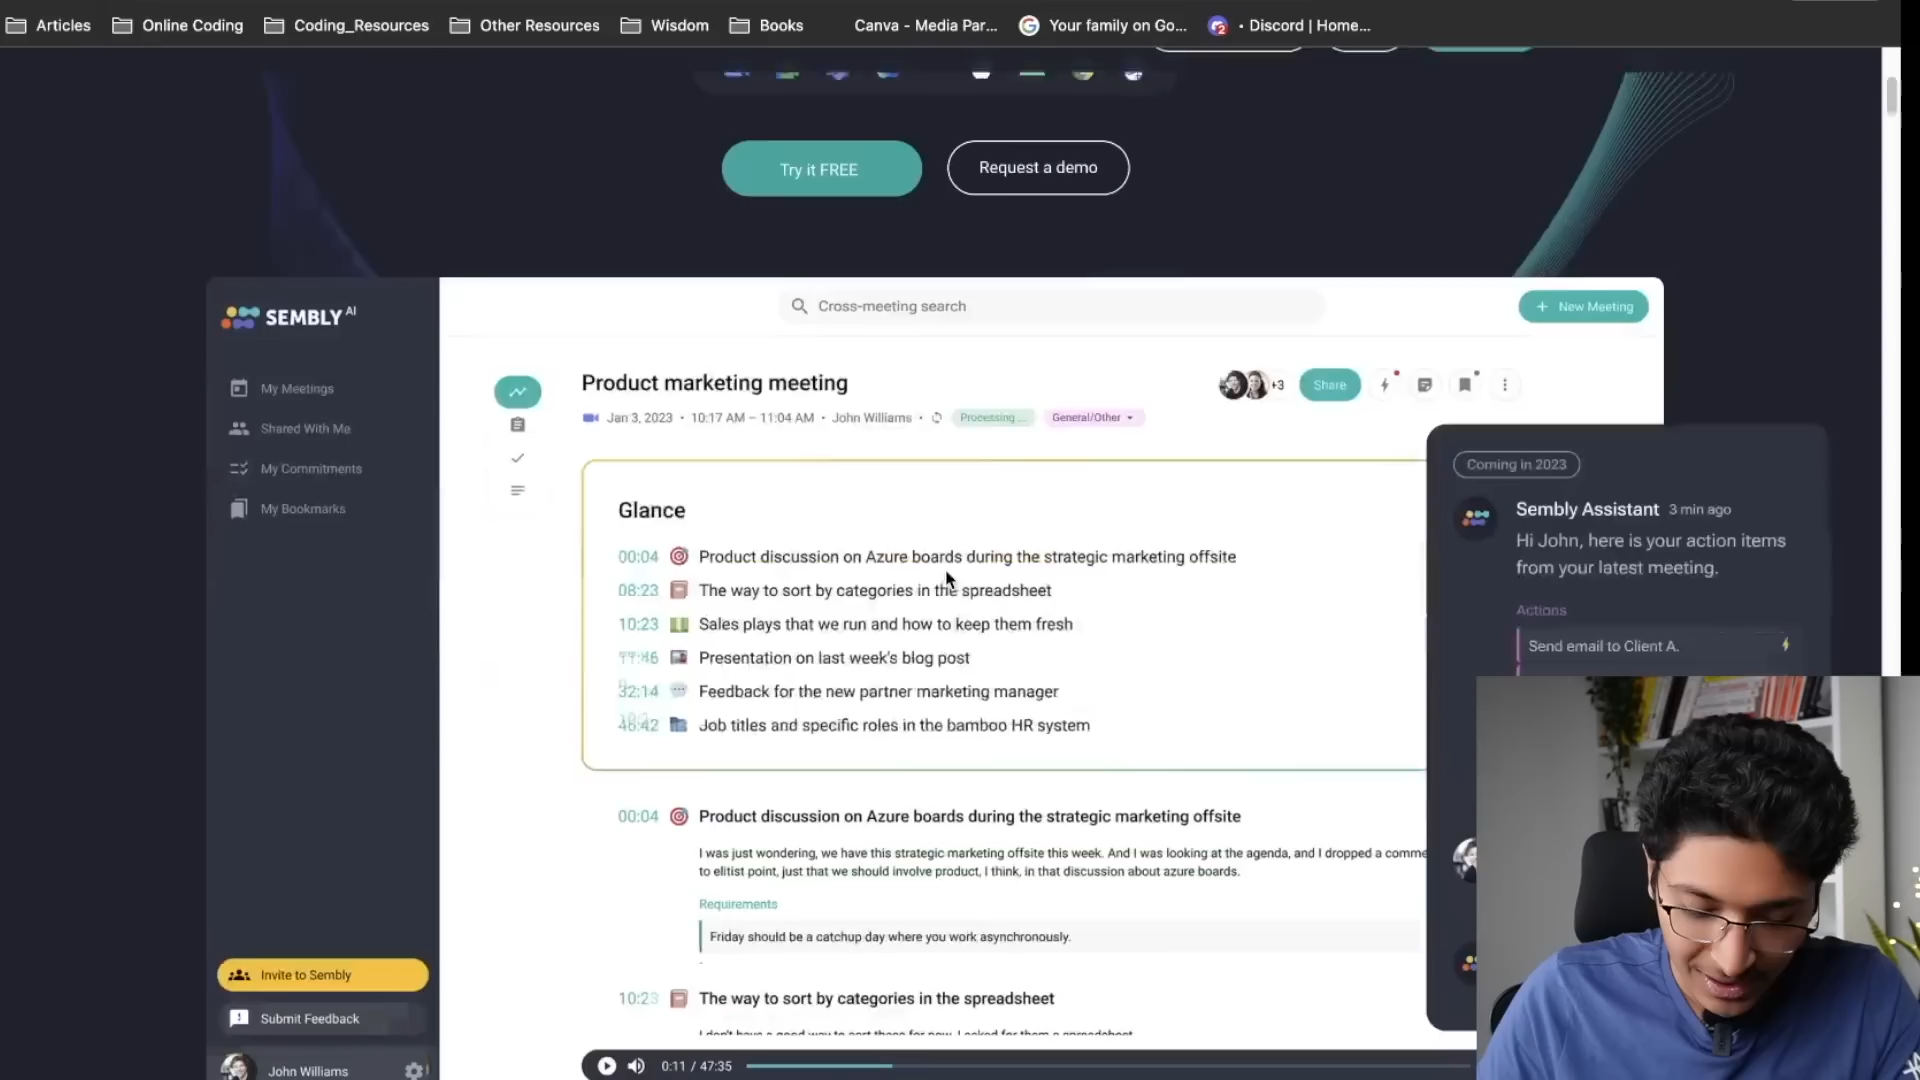 Articles
Online Coding
Coding_Resources
Other Resources
Wisdom
Books
Canva - Media Par...
Your family on Go...
• Discord | Home...
Try it FREE
Request a demo
SEMBLY AI
Cross-meeting search
+ New Meeting
My Meetings
Shared With Me
My Commitments
My Bookmarks
Product marketing meeting
+3
Share
Jan 3, 2023 • 10:17 AM – 11:04 AM • John Williams •
Processing ...
General/Other
Glance
00:04 Product discussion on Azure boards during the strategic marketing offsite
08:23 The way to sort by categories in the spreadsheet
10:23 Sales plays that we run and how to keep them fresh
Presentation on last week's blog post
32:14 Feedback for the new partner marketing manager
Job titles and specific roles in the bamboo HR system
Coming in 2023
Sembly Assistant 3 min ago
Hi John, here is your action items
from your latest meeting.
Actions
Send email to Client A.
00:04 Product discussion on Azure boards during the strategic marketing offsite
I was just wondering, we have this strategic marketing offsite this week. And I was looking at the agenda, and I dropped a comme
to elitist point, just that we should involve product, I think, in that discussion about azure boards.
Requirements
Friday should be a catchup day where you work asynchronously.
10:23 The way to sort by categories in the spreadsheet
Invite to Sembly
Submit Feedback
John Williams
0:11 / 47:35